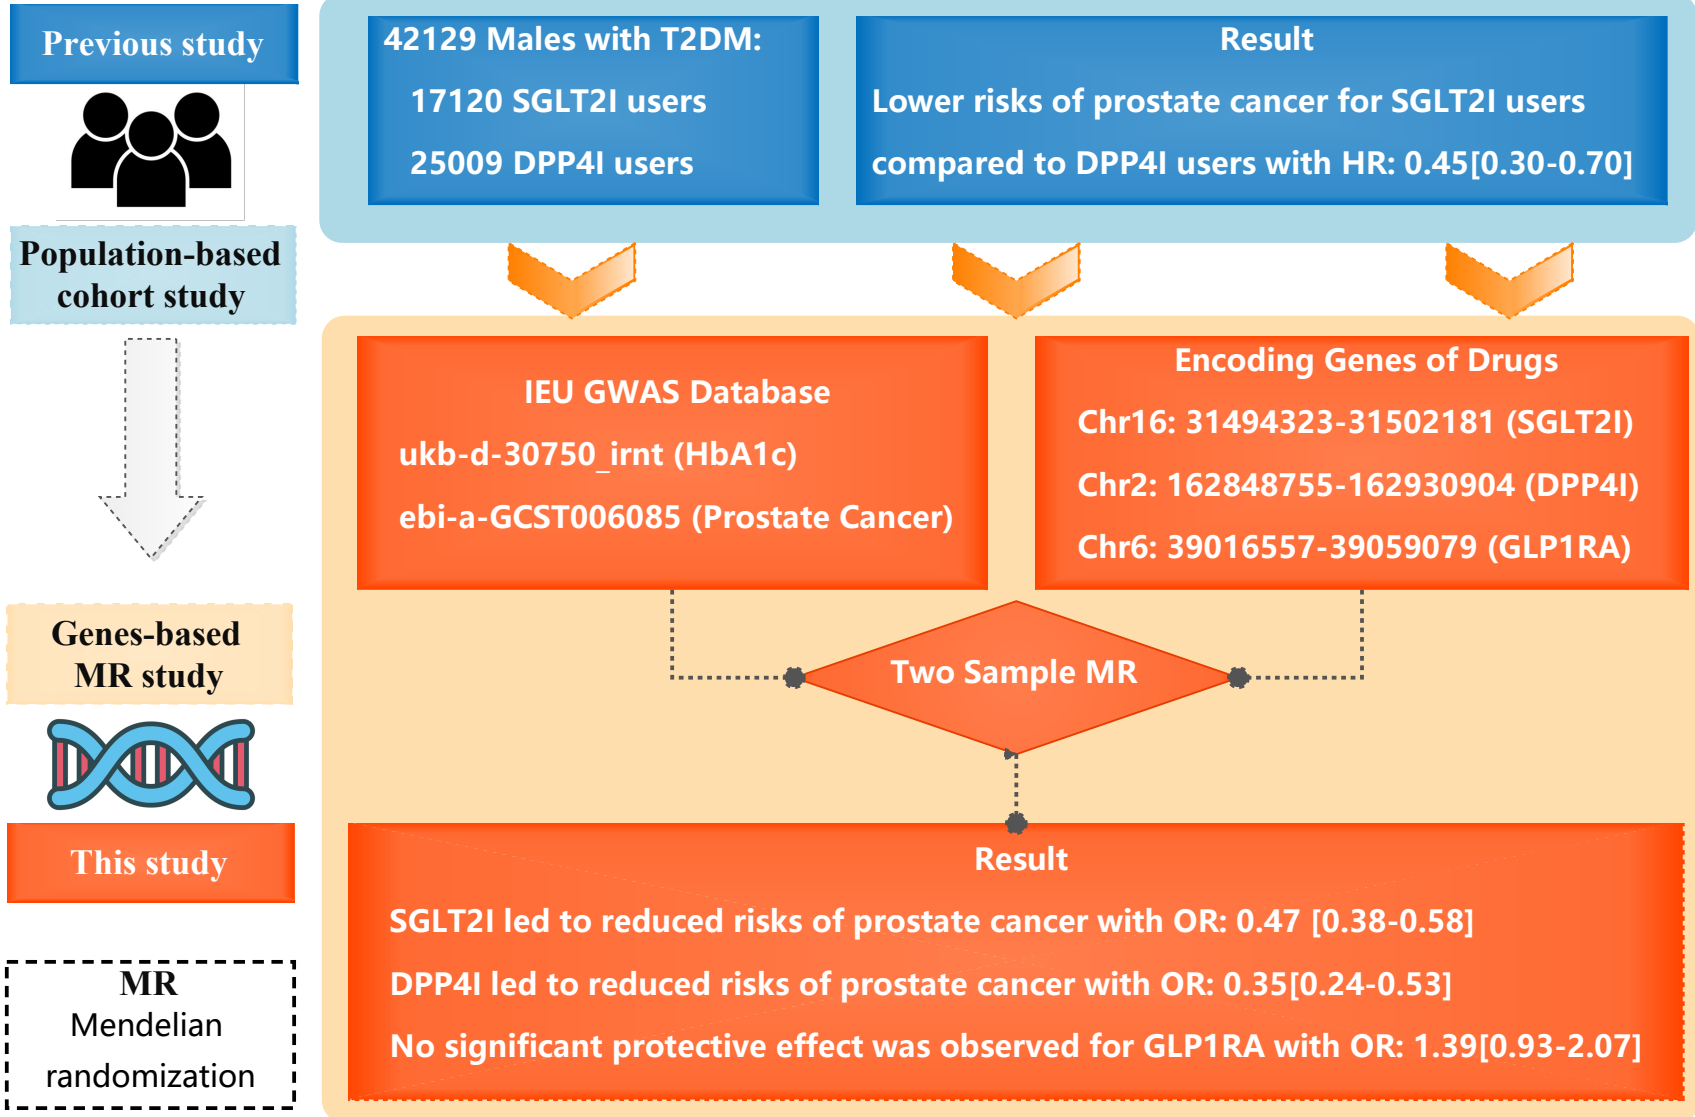 Previous study
42129 Males with T2DM:
17120 SGLT2I users
25009 DPP4I users
Result
Lower risks of prostate cancer for SGLT2I users
compared to DPP4I users with HR: 0.45[0.30-0.70]
Population-based
cohort study
IEU GWAS Database
ukb-d-30750_irnt (HbA1c)
ebi-a-GCST006085 (Prostate Cancer)
Encoding Genes of Drugs
Chr16: 31494323-31502181 (SGLT2I)
Chr2: 162848755-162930904 (DPP4I)
Chr6: 39016557-39059079 (GLP1RA)
Genes-based
MR study
Two Sample MR
This study
Result
SGLT2I led to reduced risks of prostate cancer with OR: 0.47 [0.38-0.58]
DPP4I led to reduced risks of prostate cancer with OR: 0.35[0.24-0.53]
No significant protective effect was observed for GLP1RA with OR: 1.39[0.93-2.07]
MR
Mendelian
randomization